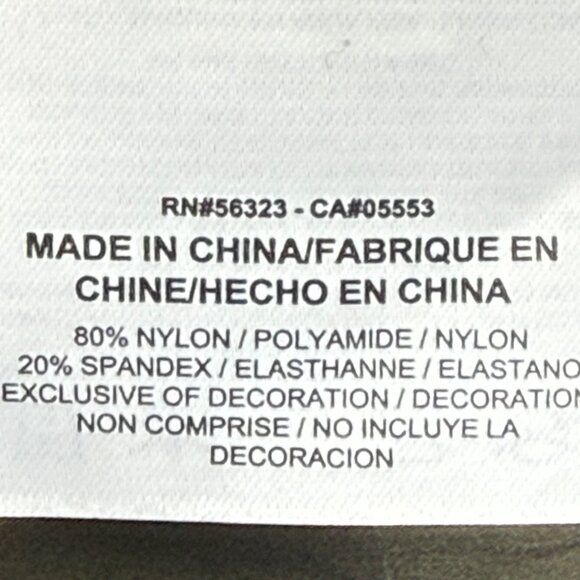 RN#56323 - CA#05553
MADE IN CHINA/FABRIQUE EN
CHINE/HECHO EN CHINA
80% NYLON / POLYAMIDE / NYLON
20% SPANDEX / ELASTHANNE / ELASTANO
EXCLUSIVE OF DECORATION / DECORATION
NON COMPRISE / NO INCLUYE LA
DECORACION